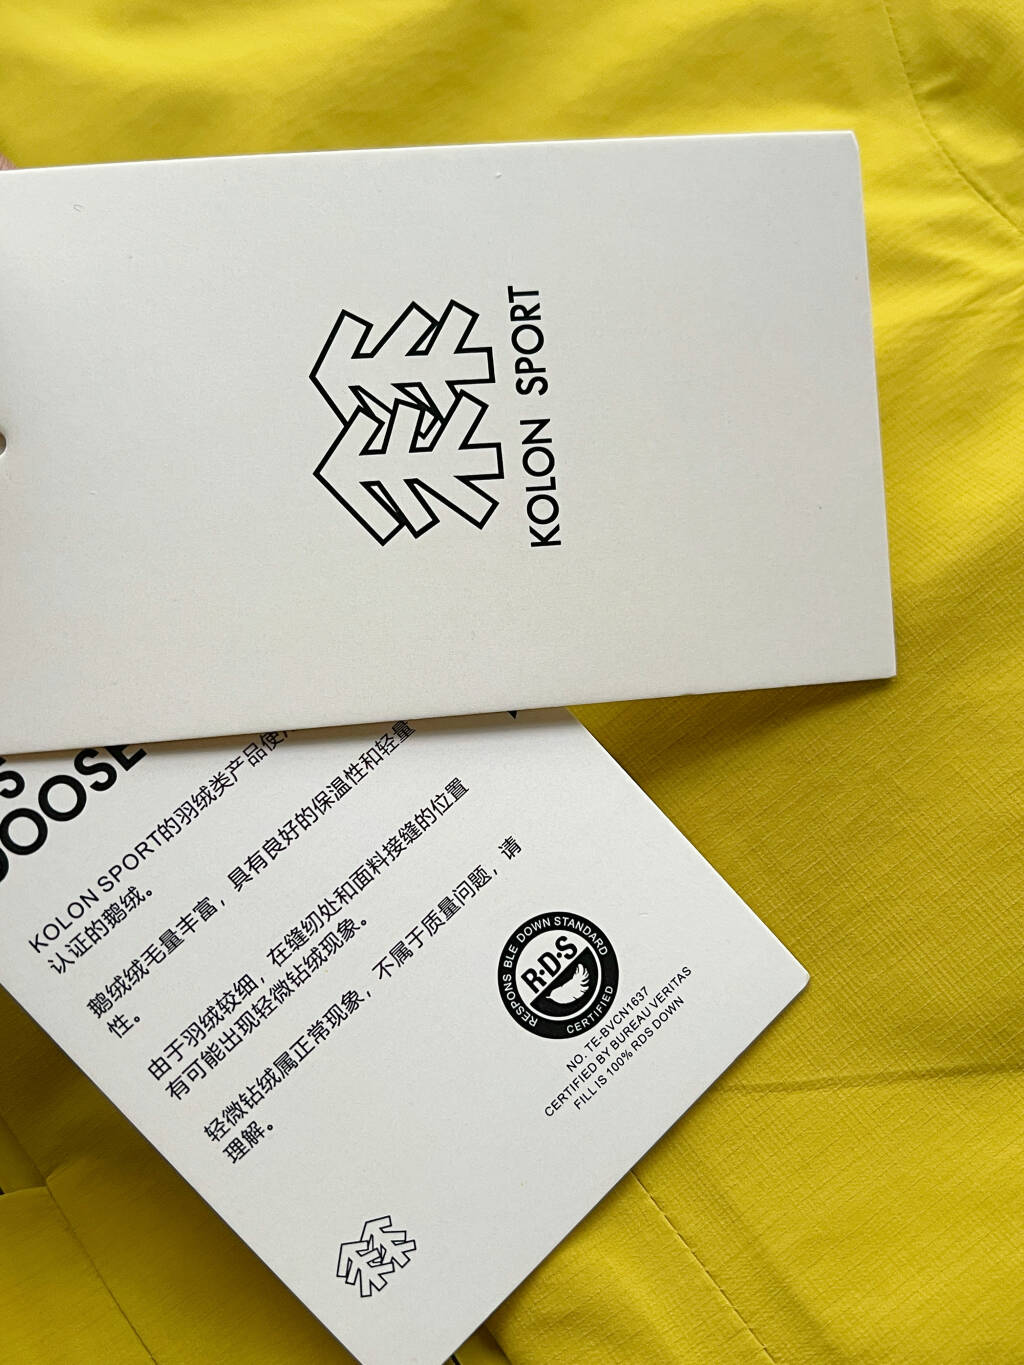 KOLON SPORT
OOSE
KOLON SPORT的羽绒类产品使
认证的鹅绒。
鹅绒绒毛量丰富，具有良好的保温性和轻量
性。
由于羽绒较细，在缝纫处和面料接缝的位置
有可能出现轻微钻绒现象。
轻微钻绒属正常现象，不属于质量问题，请
理解。
RESPONS BLE DOWN STANDARD
R·D·S
CERTIFIED
NO. TE-BVCN1637
CERTIFIED BY BUREAU VERITAS
FILL IS 100% RDS DOWN